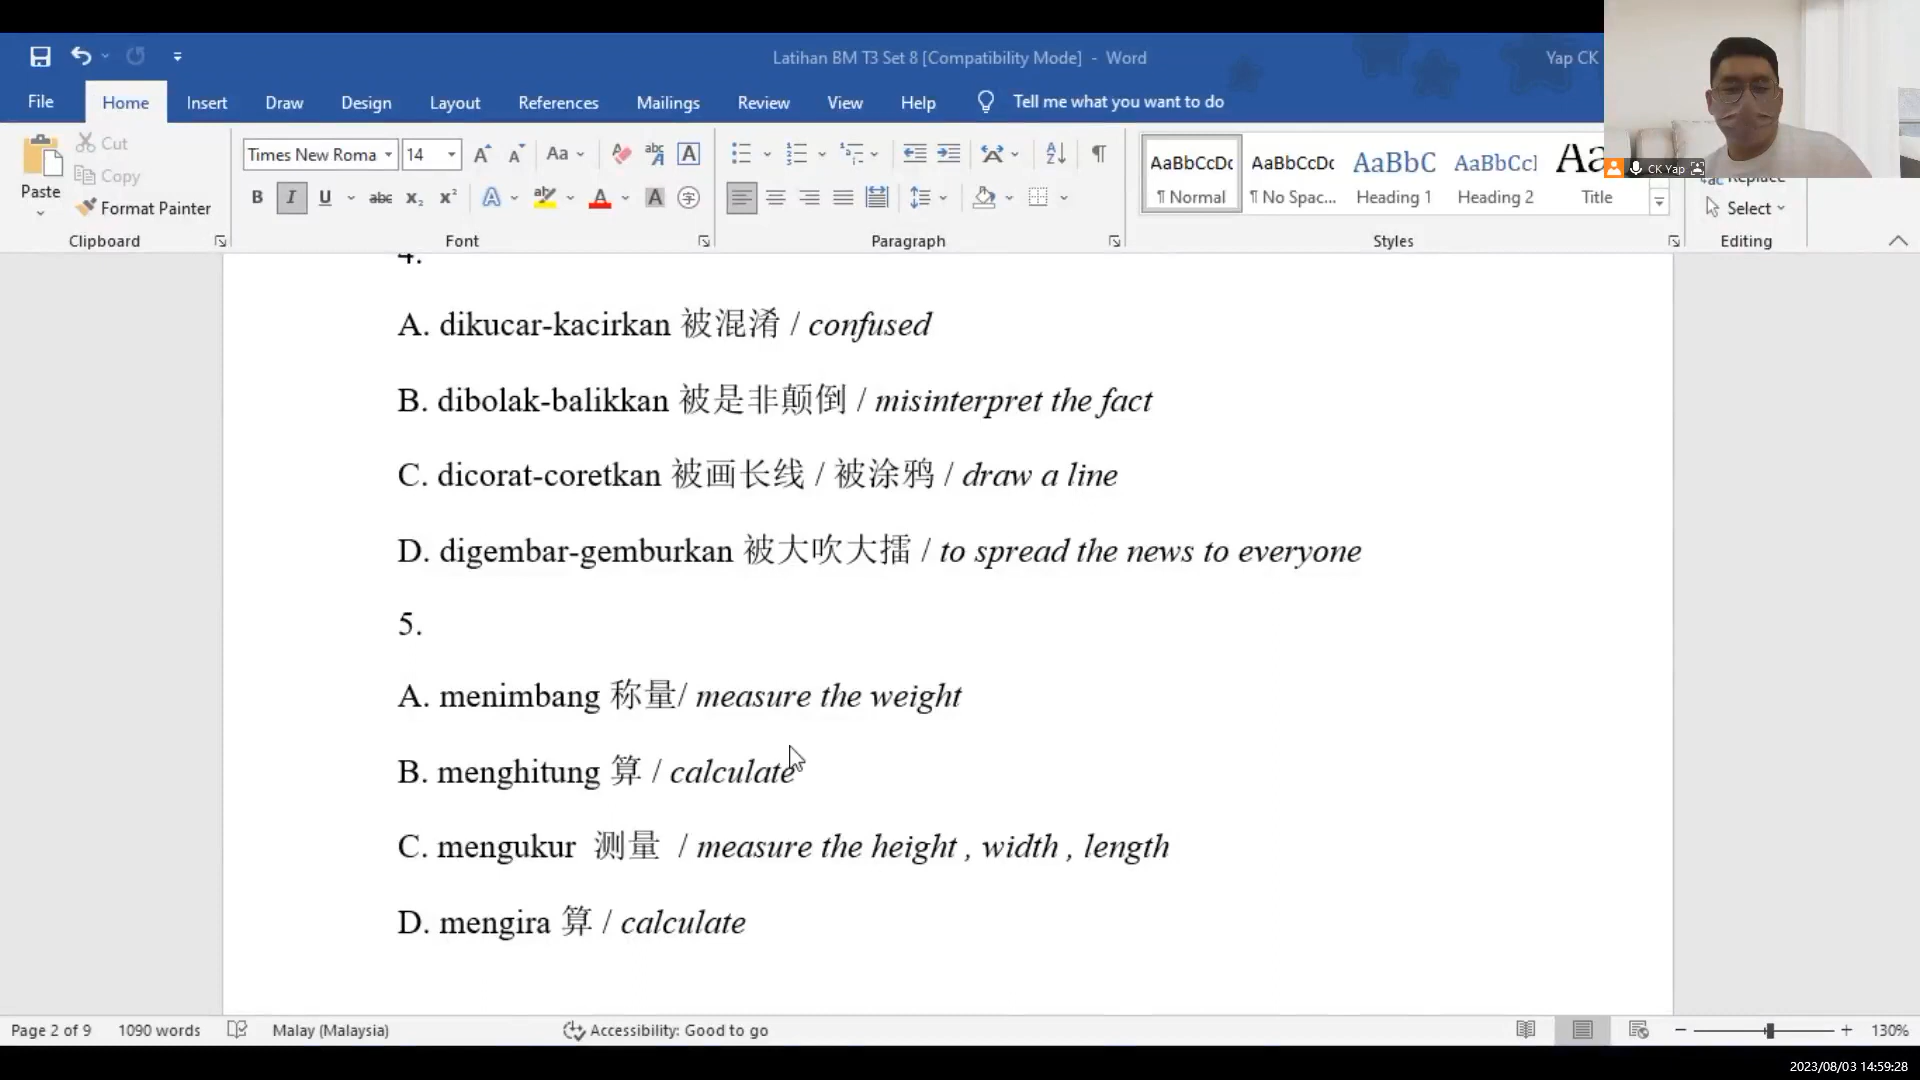 Latihan BM T3 Set 8 [Compatibility Mode] - Word
Yap CK
File Home Insert Draw Design Layout References Mailings Review View Help Tell me what you want to do
Paste
Cut
Copy
Format Painter
Clipboard
Times New Roma
14
Font
Paragraph
AaBbCcDc
¶ Normal
AaBbCcDc
¶ No Spac...
AaBbC
Heading 1
AaBbCcl
Heading 2
Aa
Title
Styles
Replace
Select
Editing
CK Yap
4.
A. dikucar-kacirkan 被混淆 / confused
B. dibolak-balikkan 被是非颠倒 / misinterpret the fact
C. dicorat-coretkan 被画长线 / 被涂鸦 / draw a line
D. digembar-gemburkan 被大吹大擂 / to spread the news to everyone
5.
A. menimbang 称量/ measure the weight
B. menghitung 算 / calculate
C. mengukur 测量 / measure the height , width , length
D. mengira 算 / calculate
Page 2 of 9 1090 words Malay (Malaysia) Accessibility: Good to go 130%
2023/08/03 14:59:28